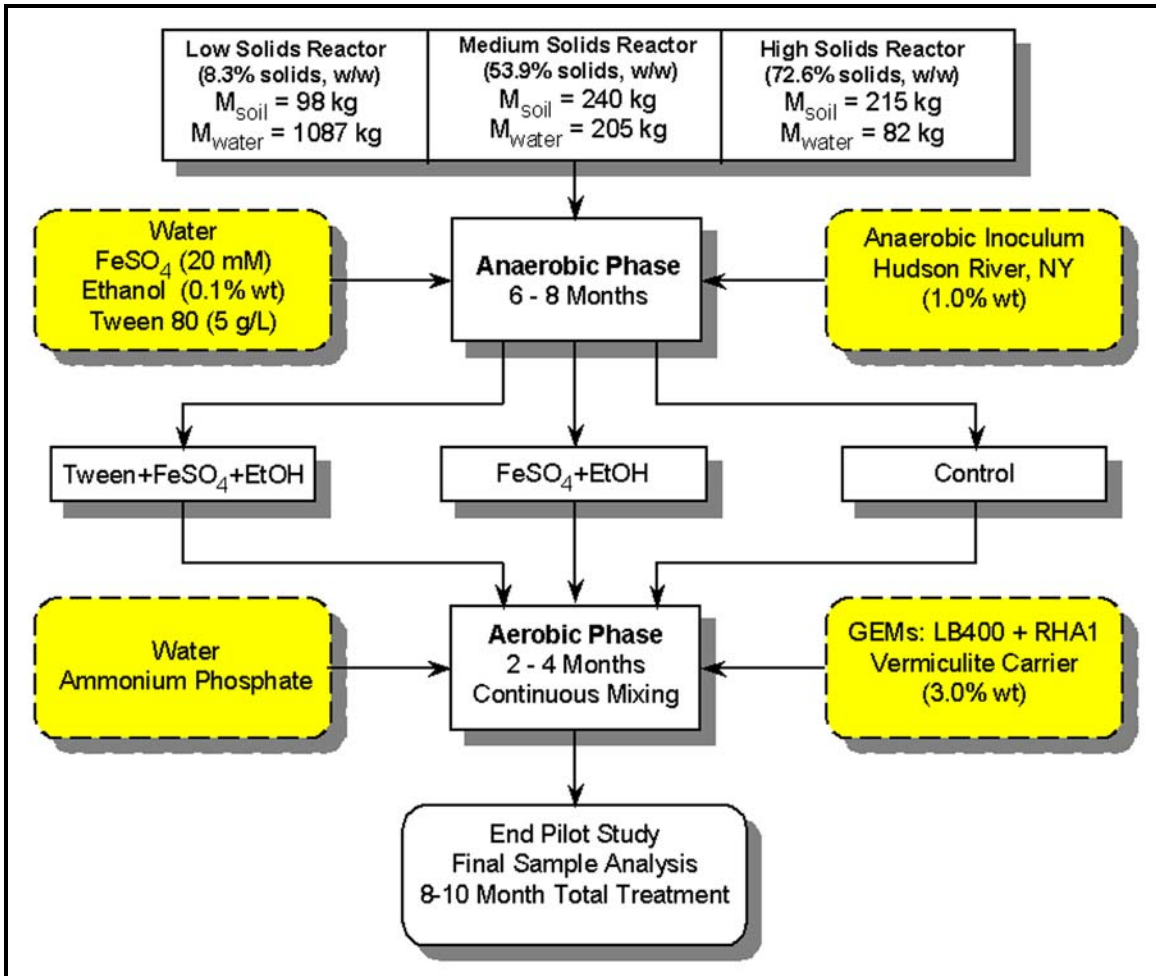 Low Solids Reactor
(8.3% solids, w/w)
M_soil = 98 kg
M_water = 1087 kg
Medium Solids Reactor
(53.9% solids, w/w)
M_soil = 240 kg
M_water = 205 kg
High Solids Reactor
(72.6% solids, w/w)
M_soil = 215 kg
M_water = 82 kg
Water
FeSO₄ (20 mM)
Ethanol (0.1% wt)
Tween 80 (5 g/L)
Anaerobic Phase
6 - 8 Months
Anaerobic Inoculum
Hudson River, NY
(1.0% wt)
Tween+FeSO₄+EtOH
FeSO₄+EtOH
Control
Water
Ammonium Phosphate
Aerobic Phase
2 - 4 Months
Continuous Mixing
GEMs: LB400 + RHA1
Vermiculite Carrier
(3.0% wt)
End Pilot Study
Final Sample Analysis
8-10 Month Total Treatment